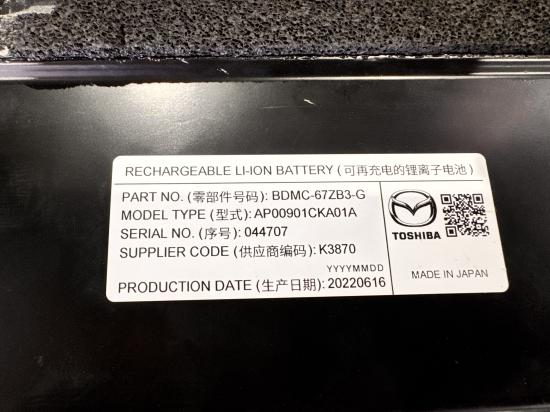 RECHARGEABLE LI-ION BATTERY (可再充电的锂离子电池)
PART NO. (零部件号码): BDMC-67ZB3-G
MODEL TYPE (型式): AP00901CKA01A
SERIAL NO. (序号): 044707
SUPPLIER CODE (供应商编码): K3870
YYYYMMDD
PRODUCTION DATE (生产日期): 20220616
TOSHIBA
MADE IN JAPAN